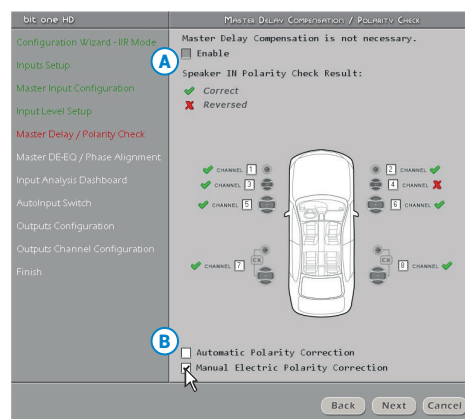 bit one HD
Master Delay Compensation / Polarity Check
Configuration Wizard - IIR Mode
Inputs Setup
Master Input Configuration
Input Level Setup
Master Delay / Polarity Check
Master DE-EQ / Phase Alignment
Input Analysis Dashboard
AutoInput Switch
Outputs Configuration
Outputs Channel Configuration
Finish
Master Delay Compensation is not necessary.
A
Enable
Speaker IN Polarity Check Result:
Correct
Reversed
CHANNEL 1
2 CHANNEL
CHANNEL 3
4 CHANNEL
CHANNEL 5
6 CHANNEL
CHANNEL 7
CX
CX
8 CHANNEL
B
Automatic Polarity Correction
Manual Electric Polarity Correction
Back
Next
Cancel